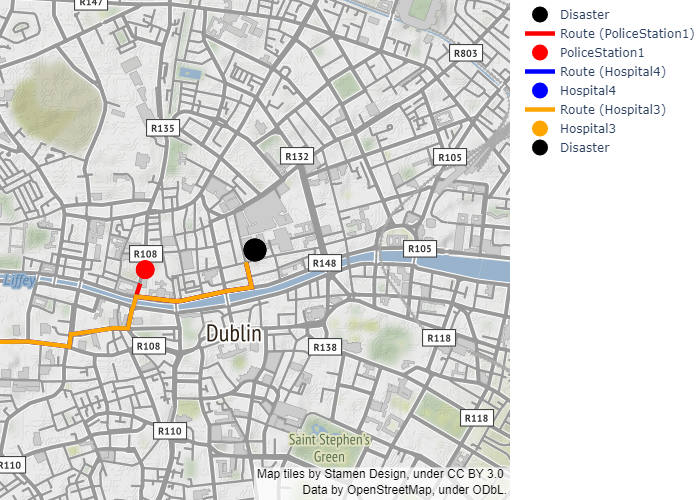 R147
R803
R135
R132
R105
R108
R148
R105
Liffey
Dublin
R108
R138
R118
R118
R110
Saint Stephen's
Green
R110
Map tiles by Stamen Design, under CC BY 3.0
Data by OpenStreetMap, under ODbL.
Disaster
Route (PoliceStation1)
PoliceStation1
Route (Hospital4)
Hospital4
Route (Hospital3)
Hospital3
Disaster